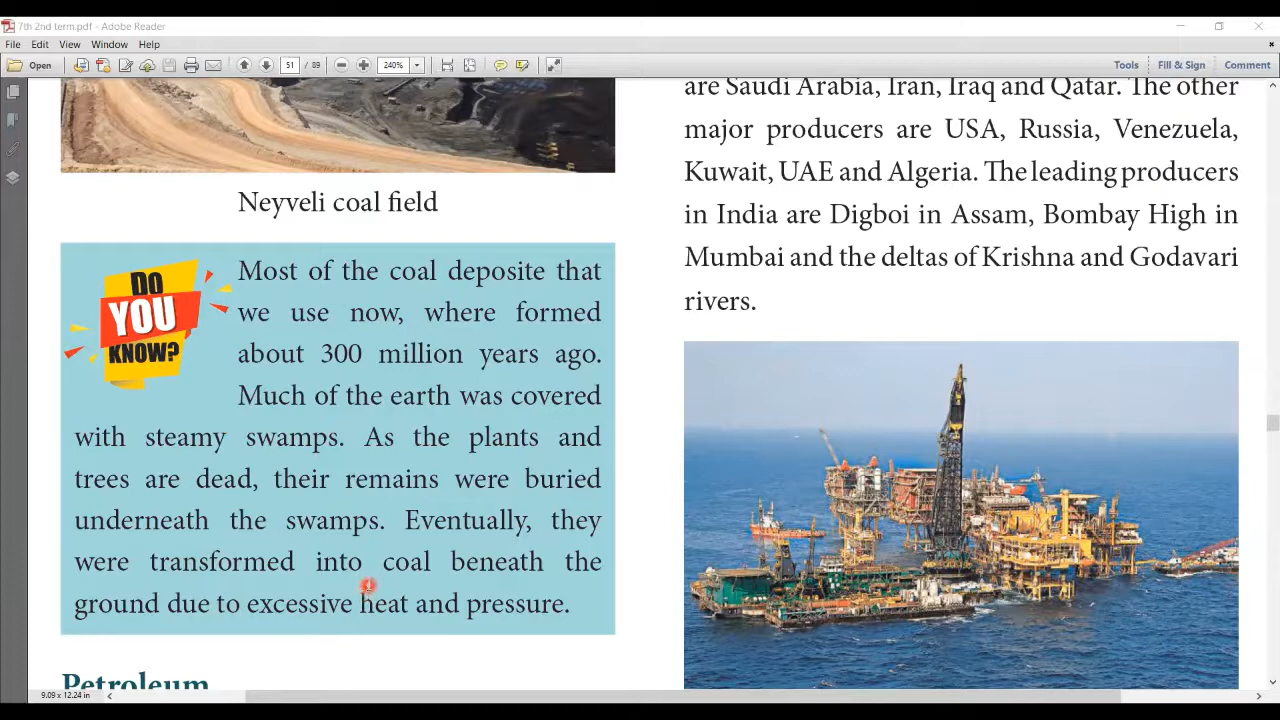 7th 2nd term.pdf - Adobe Reader
File Edit View Window Help
Open 51 / 89 240% Tools Fill & Sign Comment
Neyveli coal field
DO
YOU
KNOW?
Most of the coal deposite that
we use now, where formed
about 300 million years ago.
Much of the earth was covered
with steamy swamps. As the plants and
trees are dead, their remains were buried
underneath the swamps. Eventually, they
were transformed into coal beneath the
ground due to excessive heat and pressure.
Petroleum
are Saudi Arabia, Iran, Iraq and Qatar. The other
major producers are USA, Russia, Venezuela,
Kuwait, UAE and Algeria. The leading producers
in India are Digboi in Assam, Bombay High in
Mumbai and the deltas of Krishna and Godavari
rivers.
9.09 x 12.24 in